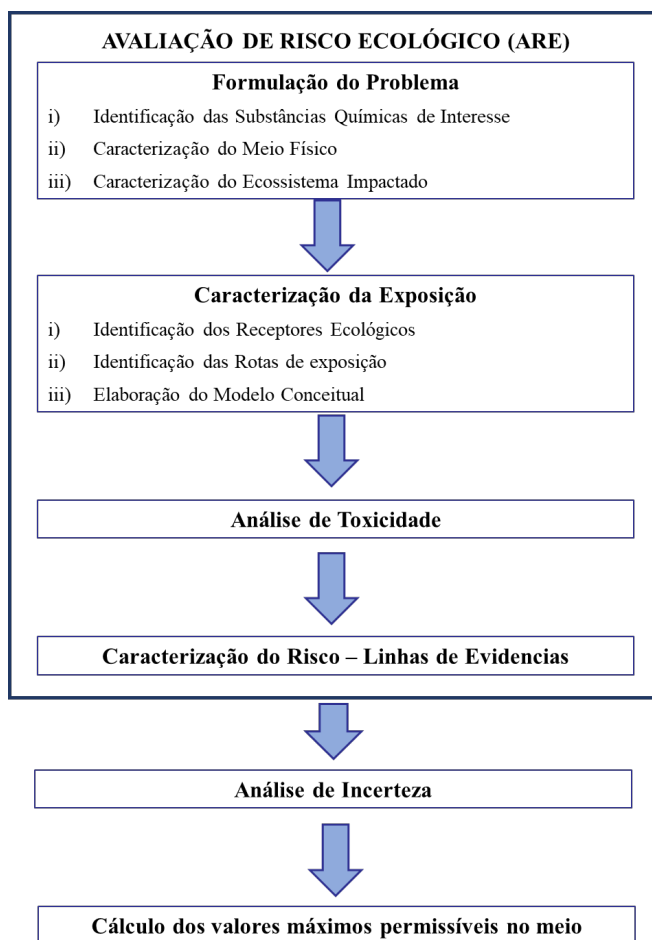 AVALIAÇÃO DE RISCO ECOLÓGICO (ARE)
Formulação do Problema
i) Identificação das Substâncias Químicas de Interesse
ii) Caracterização do Meio Físico
iii) Caracterização do Ecossistema Impactado
Caracterização da Exposição
i) Identificação dos Receptores Ecológicos
ii) Identificação das Rotas de exposição
iii) Elaboração do Modelo Conceitual
Análise de Toxicidade
Caracterização do Risco – Linhas de Evidencias
Análise de Incerteza
Cálculo dos valores máximos permissíveis no meio